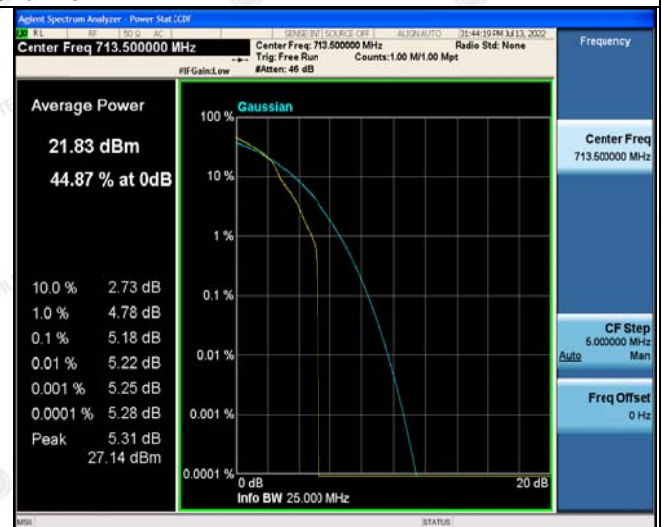 Agilent Spectrum Analyzer - Power Stat CCDF
RL RF 50 Ω AC SENSE:INT SOURCE OFF ALIGN AUTO 01:44:19 PM Jul 13, 2022
Center Freq 713.500000 MHz
Center Freq: 713.500000 MHz Radio Std: None
Trig: Free Run Counts:1.00 M/1.00 Mpt
#IFGain:Low #Atten: 46 dB
Frequency
Average Power
21.83 dBm
44.87 % at 0dB
10.0 % 2.73 dB
1.0 % 4.78 dB
0.1 % 5.18 dB
0.01 % 5.22 dB
0.001 % 5.25 dB
0.0001 % 5.28 dB
Peak 5.31 dB
27.14 dBm
Gaussian
100 %
10 %
1 %
0.1 %
0.01 %
0.001 %
0.0001 %
0 dB 20 dB
Info BW 25.000 MHz
Center Freq
713.500000 MHz
CF Step
5.000000 MHz
Auto Man
Freq Offset
0 Hz
MSG STATUS